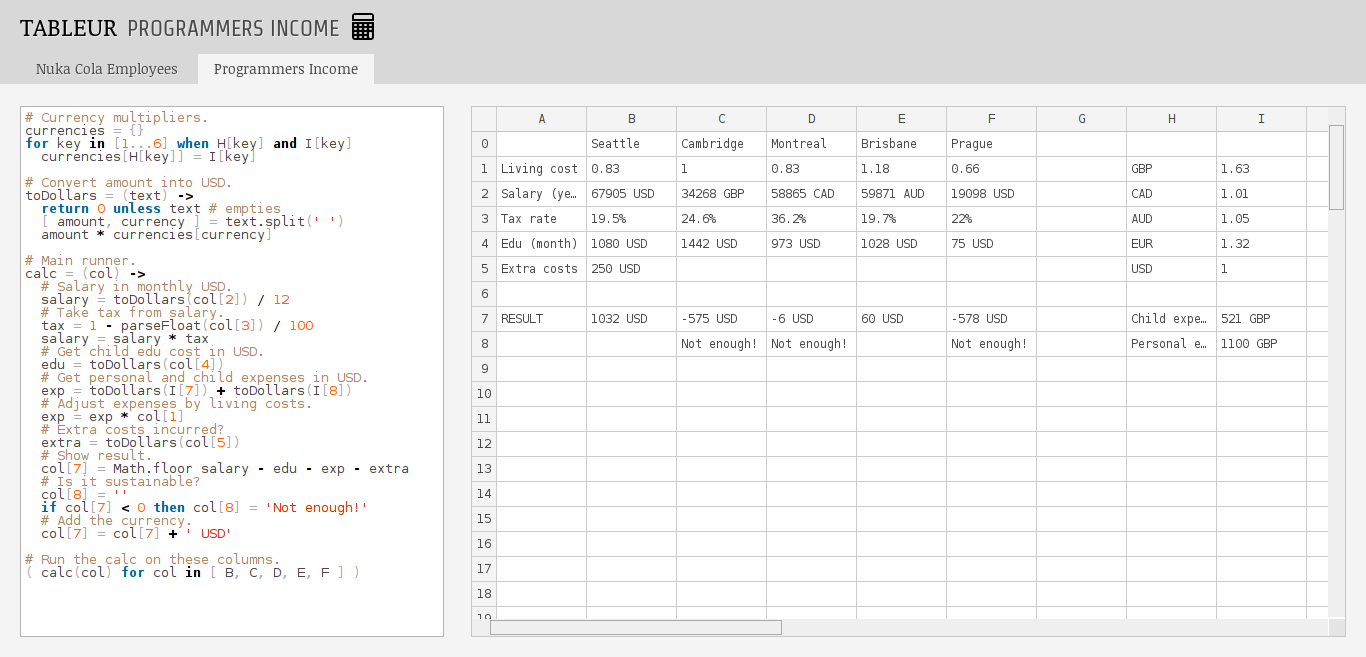 TABLEUR PROGRAMMERS INCOME
Nuka Cola Employees Programmers Income
# Currency multipliers.
currencies = {}
for key in [1...6] when H[key] and I[key]
  currencies[H[key]] = I[key]

# Convert amount into USD.
toDollars = (text) ->
  return 0 unless text # empties
  [ amount, currency ] = text.split(' ')
  amount * currencies[currency]

# Main runner.
calc = (col) ->
  # Salary in monthly USD.
  salary = toDollars(col[2]) / 12
  # Take tax from salary.
  tax = 1 - parseFloat(col[3]) / 100
  salary = salary * tax
  # Get child edu cost in USD.
  edu = toDollars(col[4])
  # Get personal and child expenses in USD.
  exp = toDollars(I[7]) + toDollars(I[8])
  # Adjust expenses by living costs.
  exp = exp * col[1]
  # Extra costs incurred?
  extra = toDollars(col[5])
  # Show result.
  col[7] = Math.floor salary - edu - exp - extra
  # Is it sustainable?
  col[8] = ''
  if col[7] < 0 then col[8] = 'Not enough!'
  # Add the currency.
  col[7] = col[7] + ' USD'

# Run the calc on these columns.
( calc(col) for col in [ B, C, D, E, F ] )
A B C D E F G H I
0 Seattle Cambridge Montreal Brisbane Prague
1 Living cost 0.83 1 0.83 1.18 0.66 GBP 1.63
2 Salary (ye… 67905 USD 34268 GBP 58865 CAD 59871 AUD 19098 USD CAD 1.01
3 Tax rate 19.5% 24.6% 36.2% 19.7% 22% AUD 1.05
4 Edu (month) 1080 USD 1442 USD 973 USD 1028 USD 75 USD EUR 1.32
5 Extra costs 250 USD USD 1
6
7 RESULT 1032 USD -575 USD -6 USD 60 USD -578 USD Child expe… 521 GBP
8 Not enough! Not enough! Not enough! Personal e… 1100 GBP
9
10
11
12
13
14
15
16
17
18
19